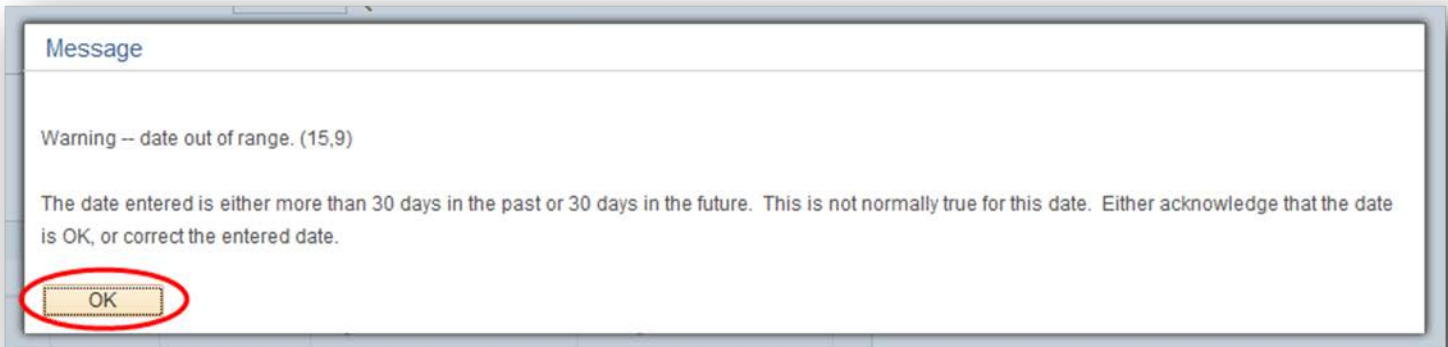 Message
Warning -- date out of range. (15,9)
The date entered is either more than 30 days in the past or 30 days in the future.  This is not normally true for this date.  Either acknowledge that the date
is OK, or correct the entered date.
OK